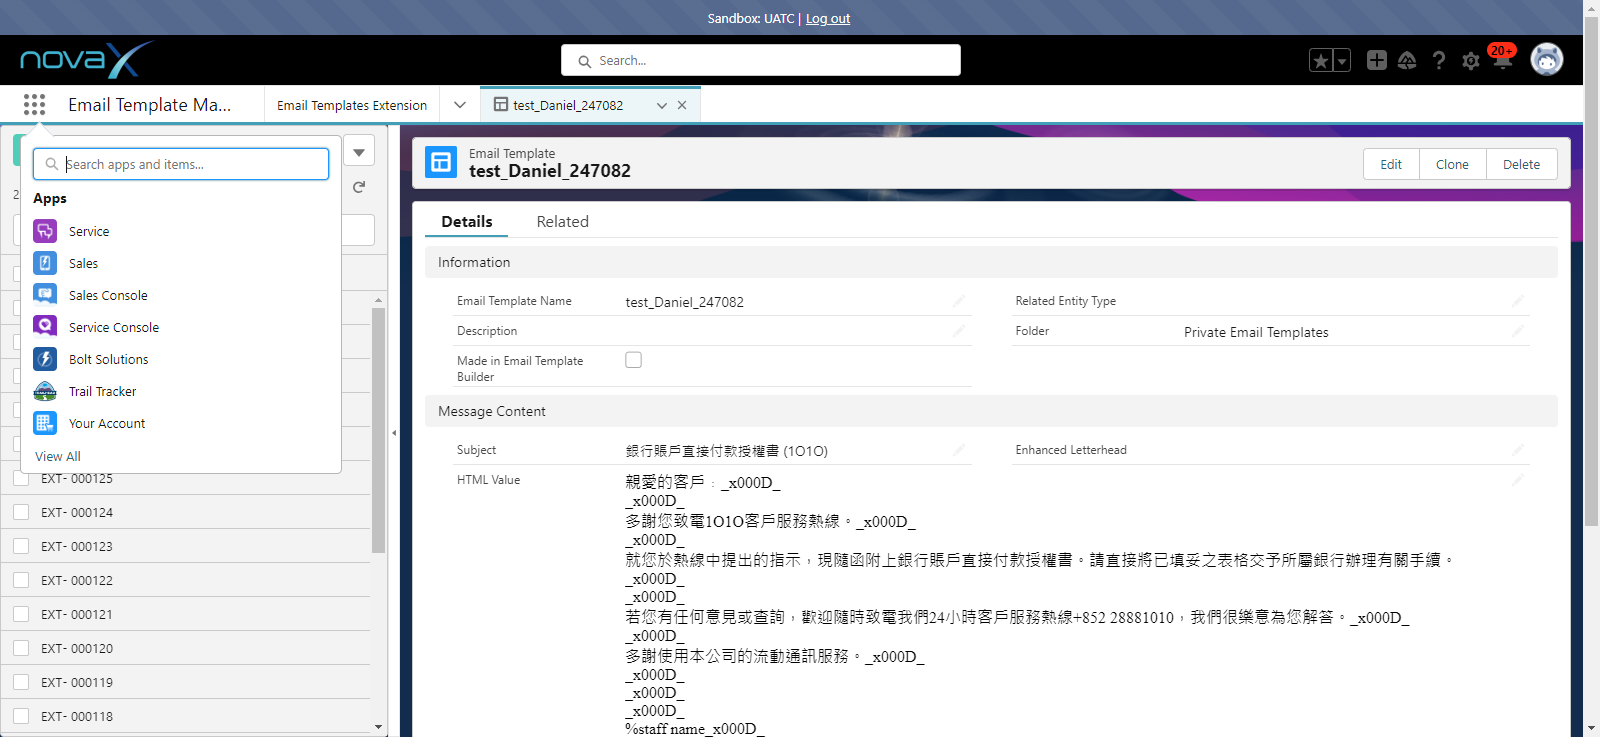 Sandbox: UATC | Log out
novaX
Search...
20+
Email Template Ma...
Email Templates Extension
test_Daniel_247082
Search apps and items...
Apps
Service
Sales
Sales Console
Service Console
Bolt Solutions
Trail Tracker
Your Account
View All
2
EXT- 000125
EXT- 000124
EXT- 000123
EXT- 000122
EXT- 000121
EXT- 000120
EXT- 000119
EXT- 000118
Email Template
test_Daniel_247082
Edit
Clone
Delete
Details
Related
Information
Email Template Name
test_Daniel_247082
Related Entity Type
Description
Folder
Private Email Templates
Made in Email Template
Builder
Message Content
Subject
銀行賬戶直接付款授權書 (1O1O)
Enhanced Letterhead
HTML Value
親愛的客戶﹕_x000D_
_x000D_
多謝您致電1O1O客戶服務熱線。_x000D_
_x000D_
就您於熱線中提出的指示，現隨函附上銀行賬戶直接付款授權書。請直接將已填妥之表格交予所屬銀行辦理有關手續。
_x000D_
_x000D_
若您有任何意見或查詢，歡迎隨時致電我們24小時客戶服務熱線+852 28881010，我們很樂意為您解答。_x000D_
_x000D_
多謝使用本公司的流動通訊服務。_x000D_
_x000D_
_x000D_
_x000D_
%staff name_x000D_